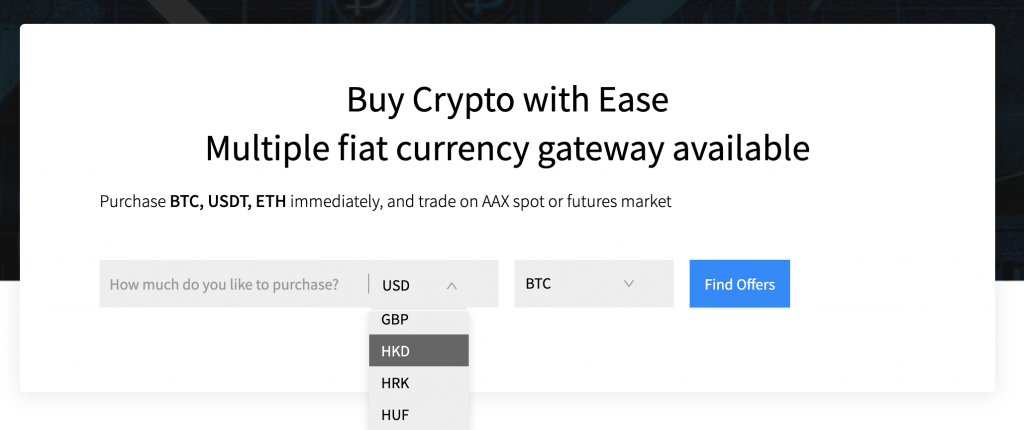 Buy Crypto with Ease
Multiple fiat currency gateway available
Purchase BTC, USDT, ETH immediately, and trade on AAX spot or futures market
How much do you like to purchase? USD BTC Find Offers
GBP
HKD
HRK
HUF